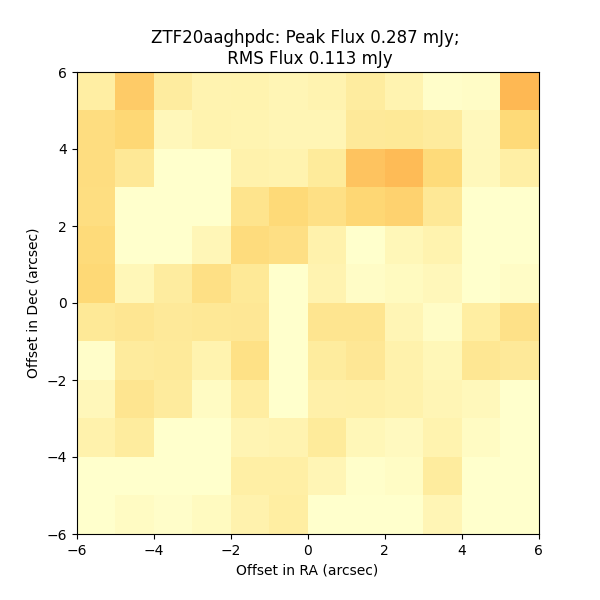 ZTF20aaghpdc: Peak Flux 0.287 mJy;
RMS Flux 0.113 mJy
6
4
2
0
−2
−4
−6
Offset in Dec (arcsec)
−6 −4 −2 0 2 4 6
Offset in RA (arcsec)